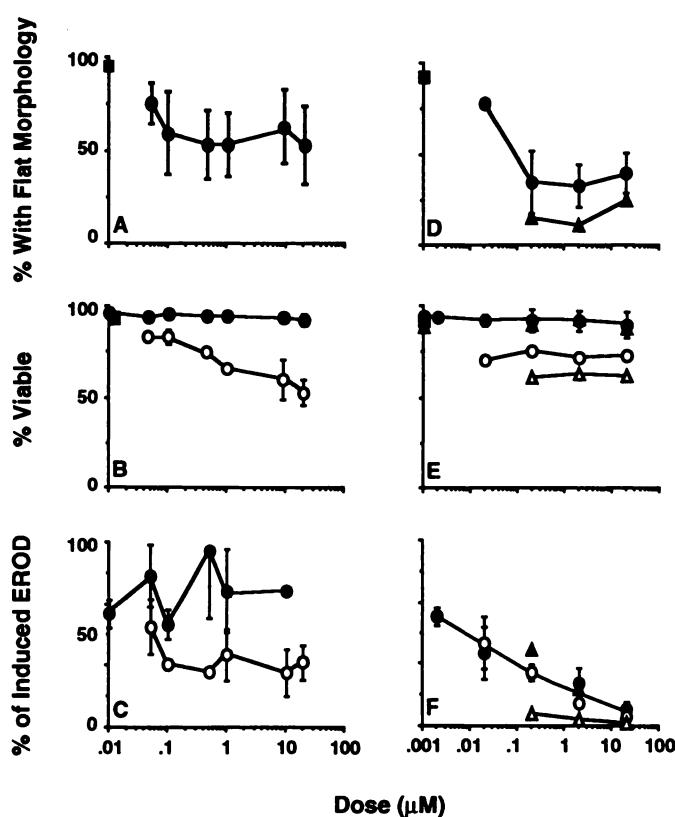 % With Flat Morphology
100
50
0
A
D
% Viable
100
50
0
B
E
% of Induced EROD
100
50
0
C
F
.01 .1 1 10 100
.001 .01 .1 1 10 100
Dose (μM)